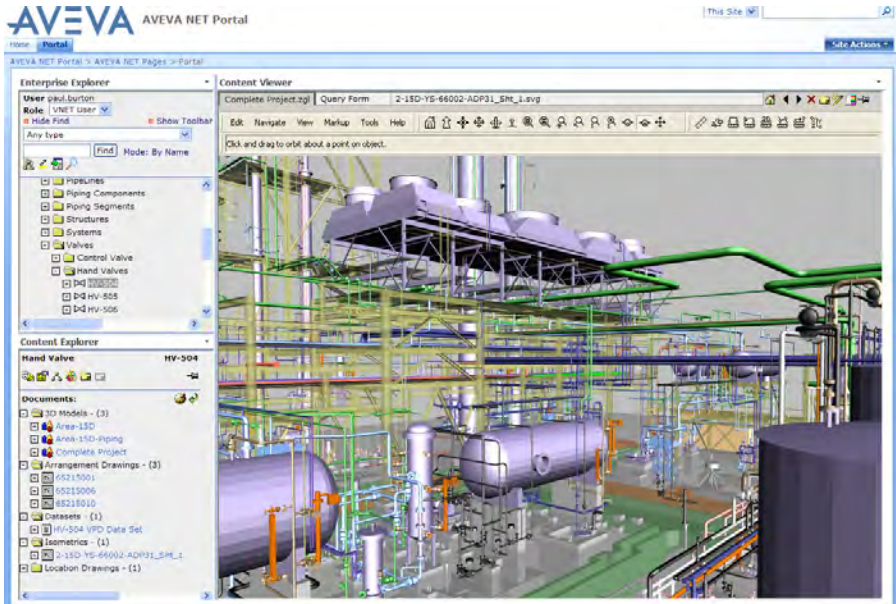 AVEVA AVEVA NET Portal
This Site
Home Portal
Site Actions
AVEVA NET Portal > AVEVA NET Pages > Portal
Enterprise Explorer
User paul.burton
Role VNET User
Hide Find Show Toolbar
Any type
Find Mode: By Name
PipeLines
Piping Components
Piping Segments
Structures
Systems
Valves
Control Valve
Hand Valves
HV-505
HV-506
Content Explorer
Hand Valve HV-504
Documents:
3D Models - (3)
Area-15D
Area-15D-Piping
Complete Project
Arrangement Drawings - (3)
65215001
65215006
65215010
Datasets - (1)
HV-504 VPD Data Set
Isometrics - (1)
2-15D-YS-66002-ADP31_Sht_1
Location Drawings - (1)
Content Viewer
Complete Project.zgl Query Form 2-15D-YS-66002-ADP31_Sht_1.svg
Edit Navigate View Markup Tools Help
Click and drag to orbit about a point on object.